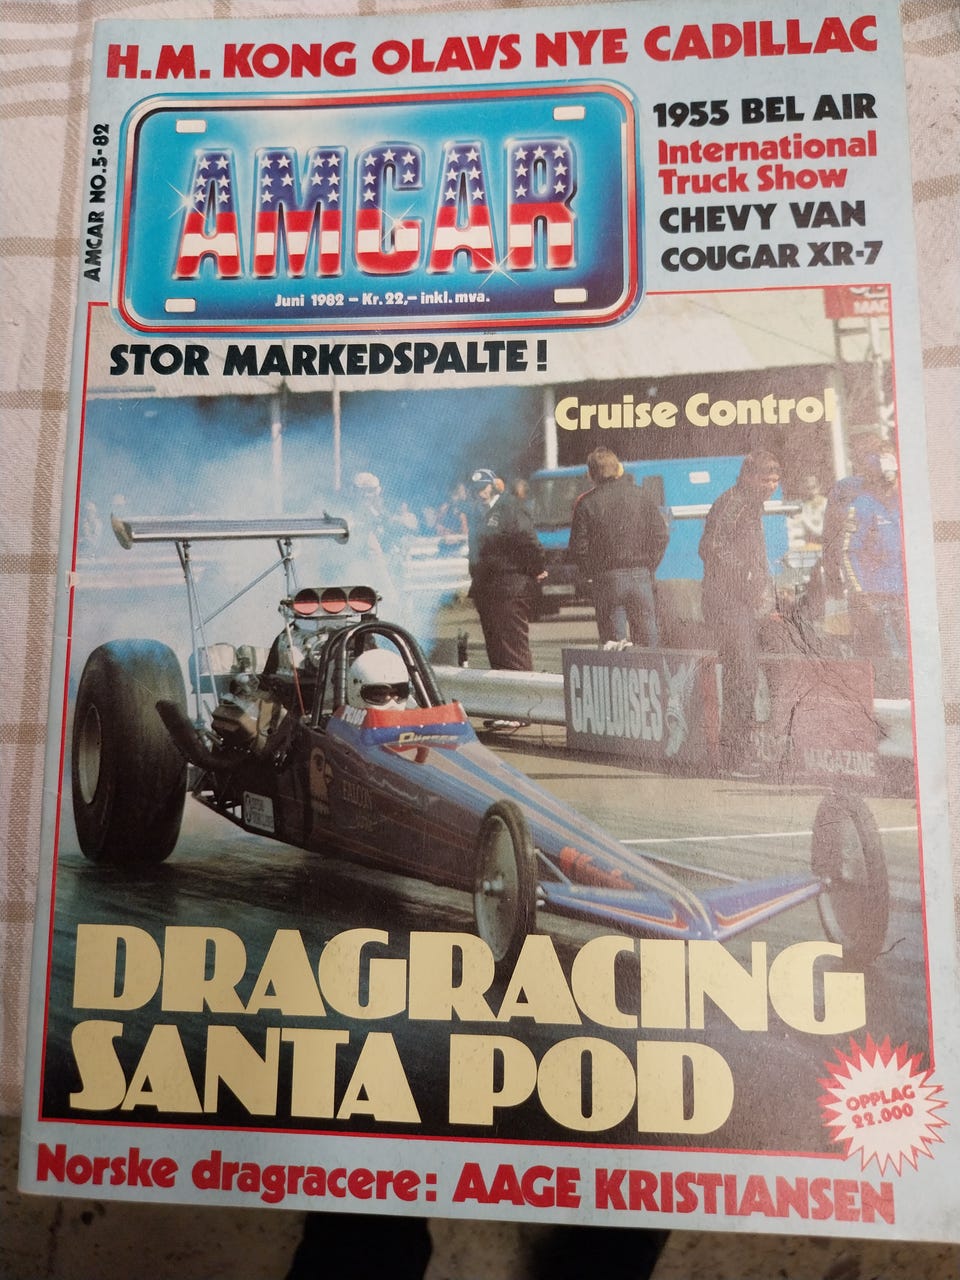 H.M. KONG OLAVS NYE CADILLAC
AMCAR NO.5-82
AMCAR
Juni 1982 – Kr. 22,– inkl. mva.
1955 BEL AIR
International
Truck Show
CHEVY VAN
COUGAR XR-7
STOR MARKEDSPALTE!
Cruise Control
GAULOISES
MAGAZINE
FALCON
DRAGRACING
SANTA POD
OPPLAG
22.000
Norske dragracere: AAGE KRISTIANSEN